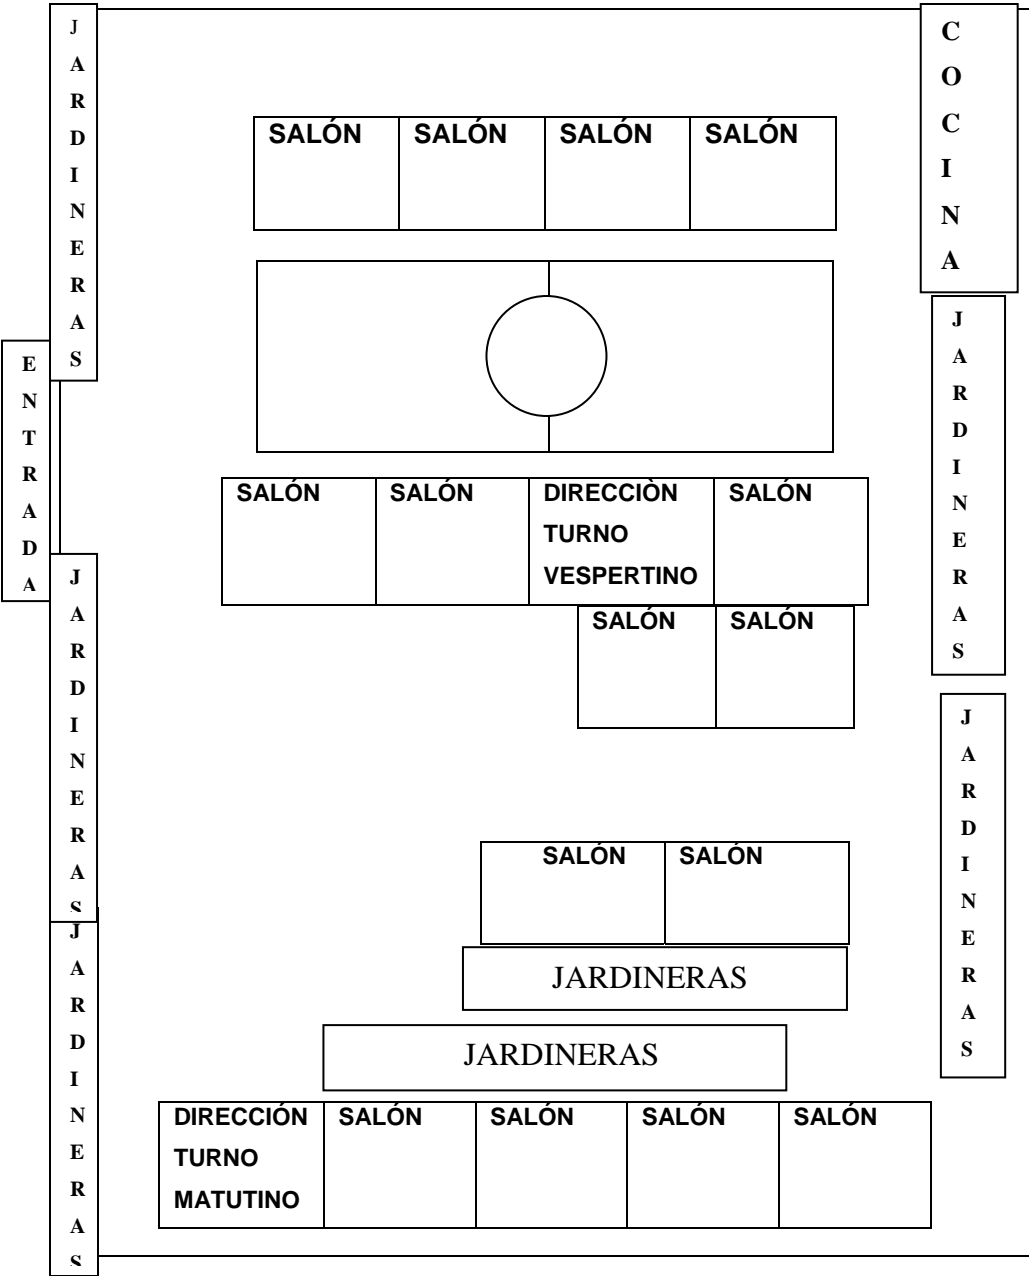 JARDINERAS
COCINA
SALÓN SALÓN SALÓN SALÓN
JARDINERAS
ENTRADA
SALÓN SALÓN DIRECCIÒN TURNO VESPERTINO SALÓN
JARDINERAS
SALÓN SALÓN
JARDINERAS
SALÓN SALÓN
JARDINERAS
JARDINERAS
JARDINERAS
DIRECCIÓN TURNO MATUTINO SALÓN SALÓN SALÓN SALÓN